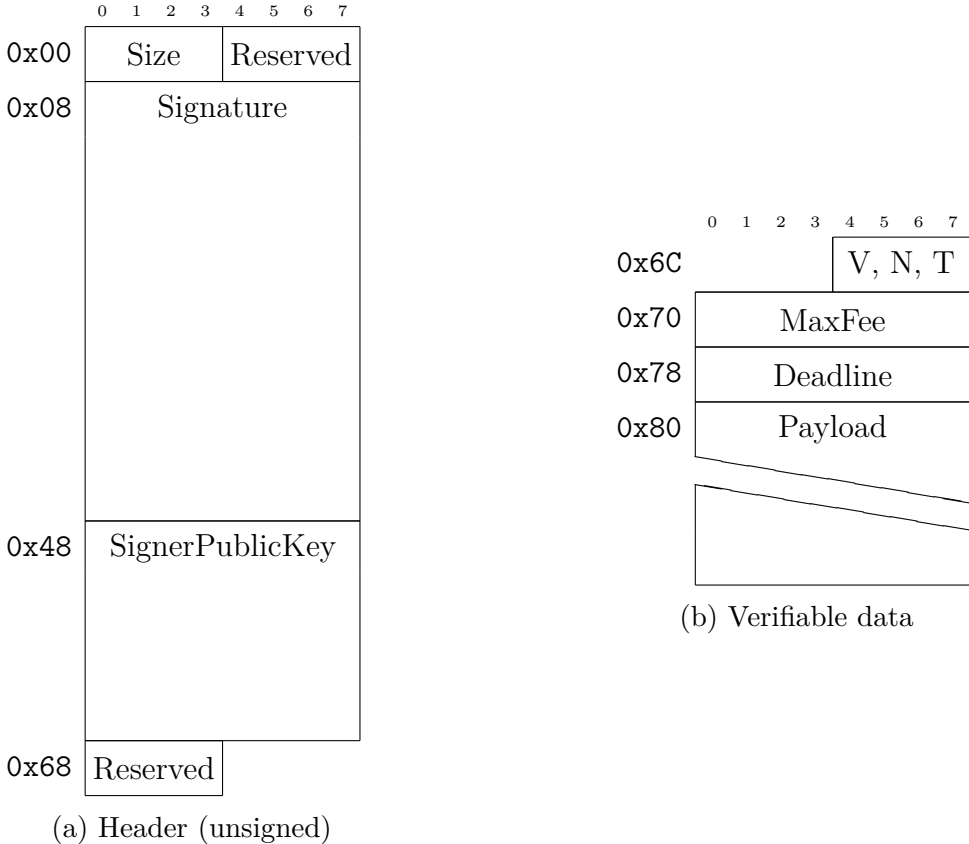 0 1 2 3 4 5 6 7
0x00 Size Reserved
0x08 Signature
0x48 SignerPublicKey
0x68 Reserved
(a) Header (unsigned)
0 1 2 3 4 5 6 7
0x6C V, N, T
0x70 MaxFee
0x78 Deadline
0x80 Payload
(b) Verifiable data